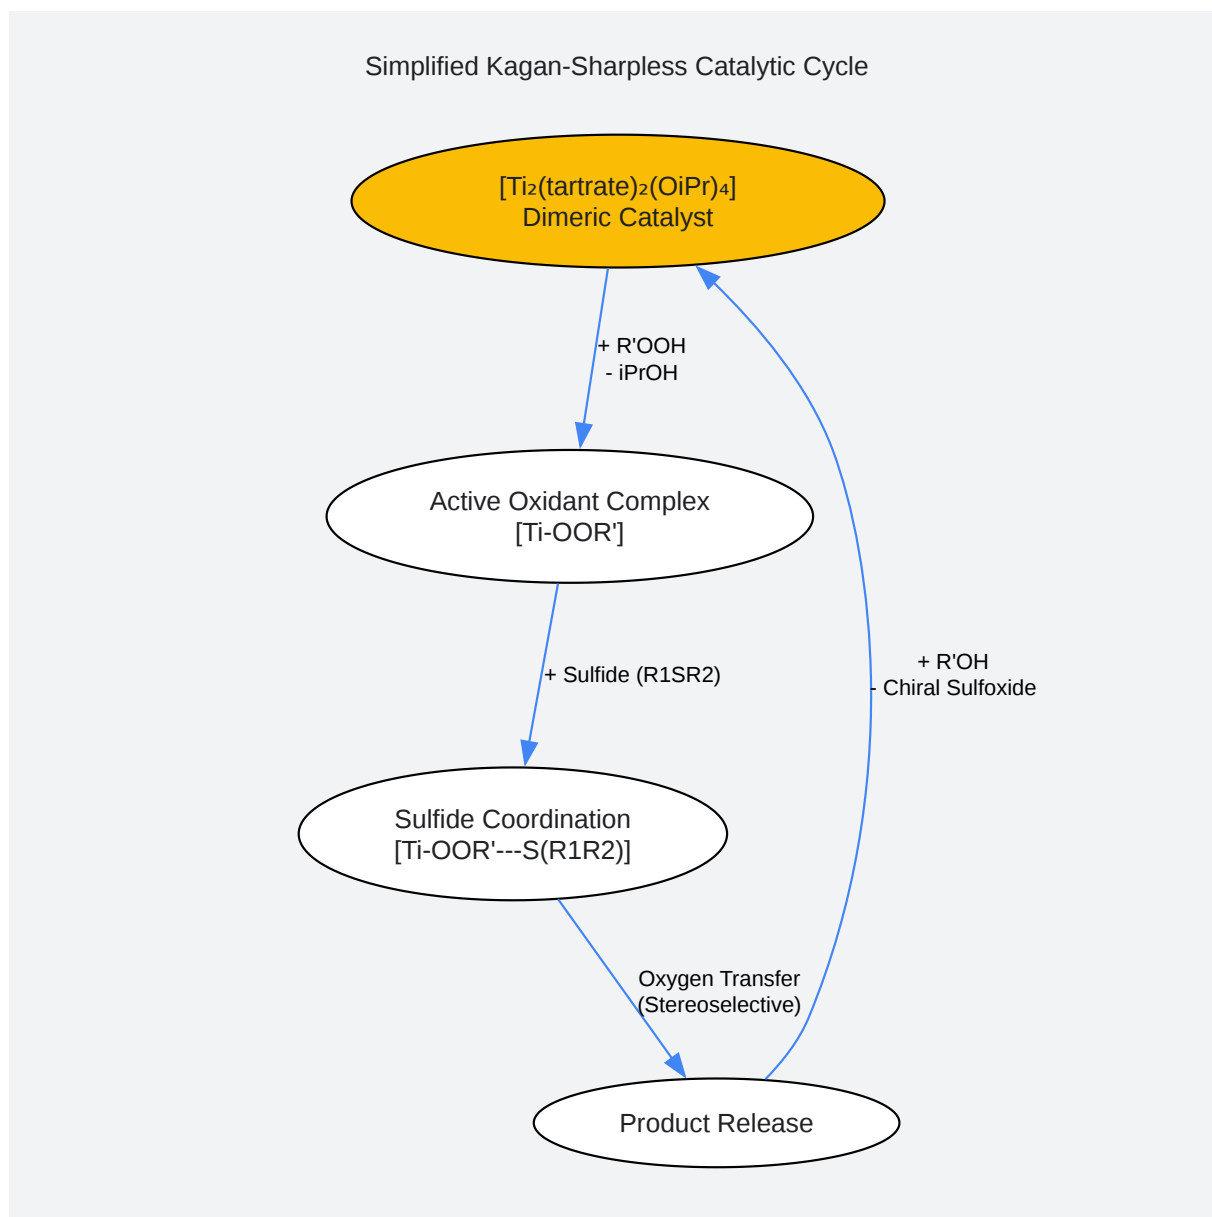 Simplified Kagan-Sharpless Catalytic Cycle
[Ti₂(tartrate)₂(OiPr)₄]
Dimeric Catalyst
+ R'OOH
- iPrOH
Active Oxidant Complex
[Ti-OOR']
+ Sulfide (R1SR2)
+ R'OH
- Chiral Sulfoxide
Sulfide Coordination
[Ti-OOR'---S(R1R2)]
Oxygen Transfer
(Stereoselective)
Product Release